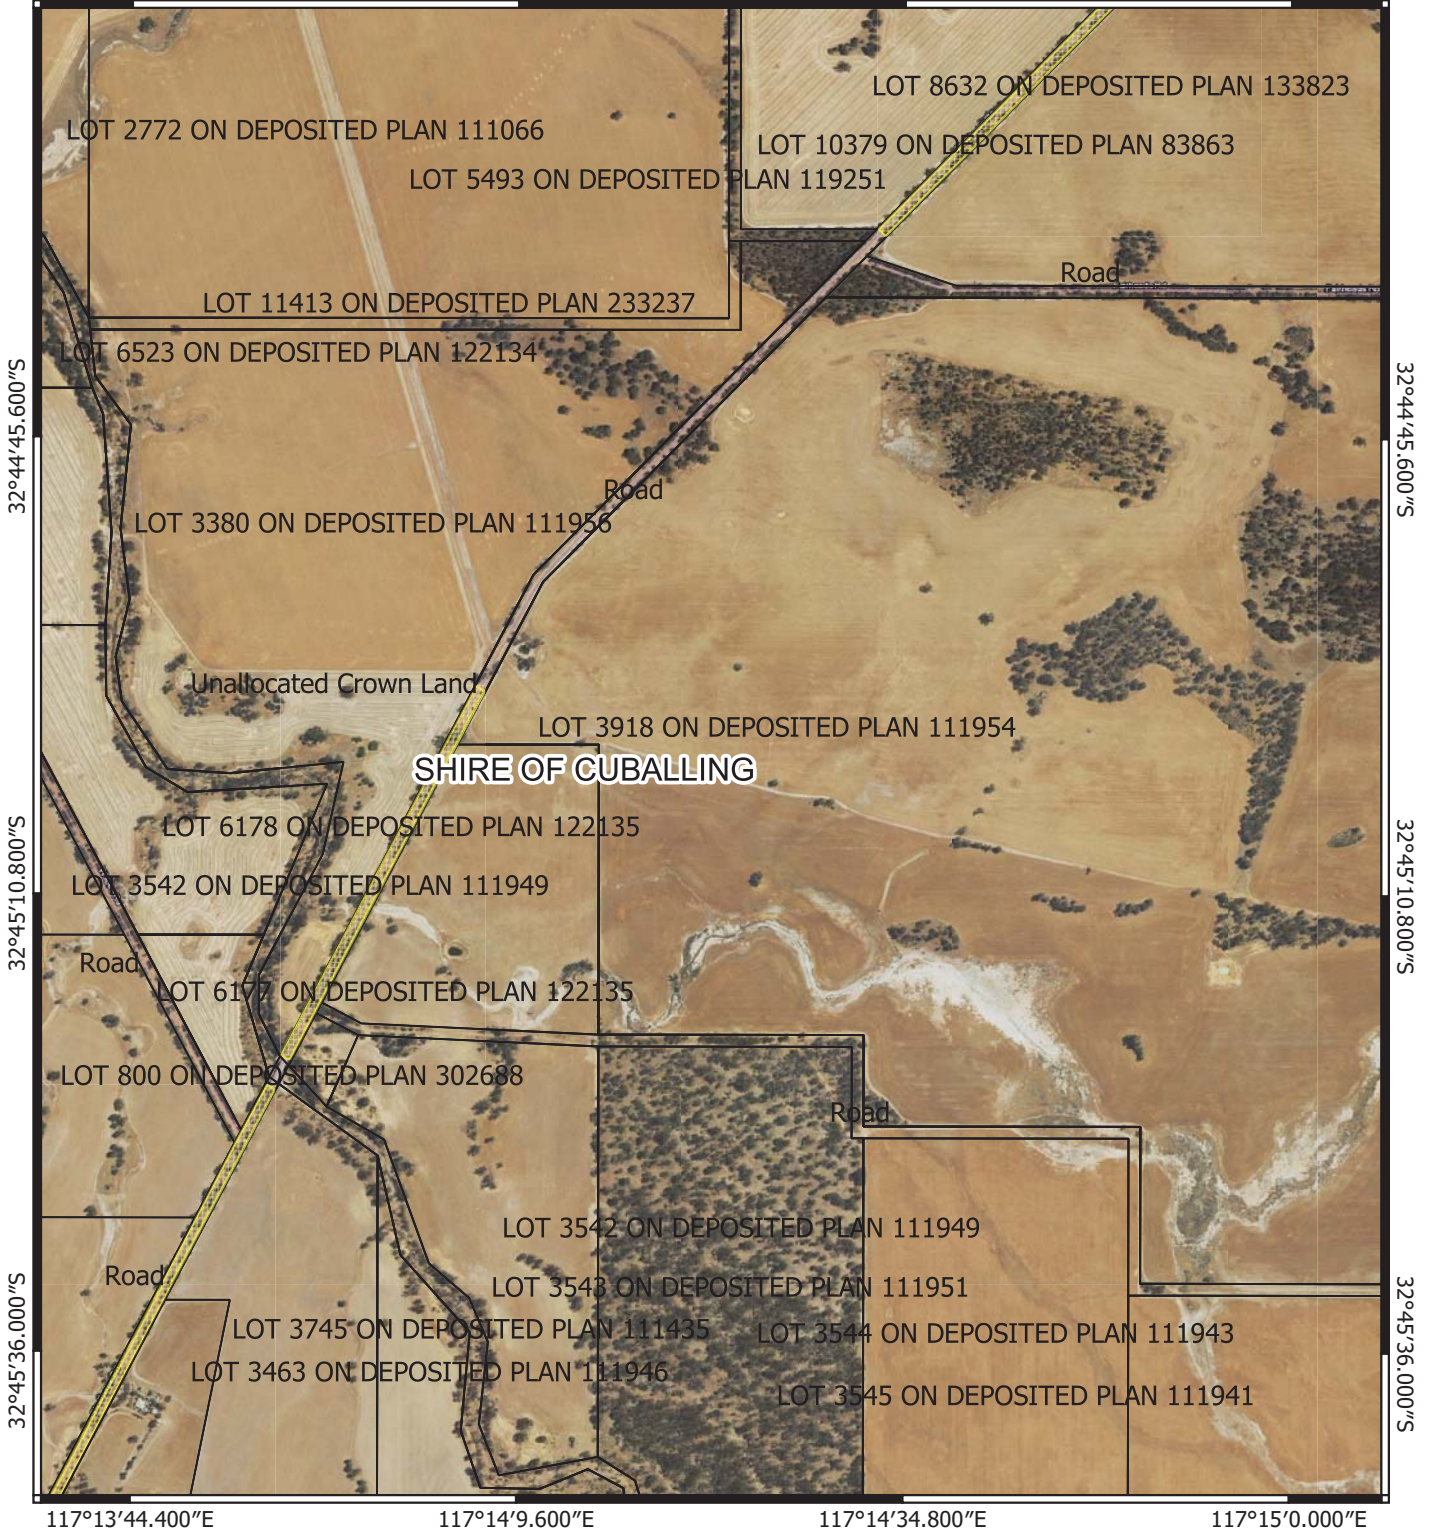 LOT 8632 ON DEPOSITED PLAN 133823
LOT 2772 ON DEPOSITED PLAN 111066
LOT 10379 ON DEPOSITED PLAN 83863
LOT 5493 ON DEPOSITED PLAN 119251
Road
LOT 11413 ON DEPOSITED PLAN 233237
LOT 6523 ON DEPOSITED PLAN 122134
32°44'45.600"S
32°44'45.600"S
Road
LOT 3380 ON DEPOSITED PLAN 111956
Unallocated Crown Land
LOT 3918 ON DEPOSITED PLAN 111954
SHIRE OF CUBALLING
LOT 6178 ON DEPOSITED PLAN 122135
LOT 3542 ON DEPOSITED PLAN 111949
32°45'10.800"S
32°45'10.800"S
Road
LOT 6177 ON DEPOSITED PLAN 122135
LOT 800 ON DEPOSITED PLAN 302688
Road
LOT 3542 ON DEPOSITED PLAN 111949
Road
LOT 3543 ON DEPOSITED PLAN 111951
LOT 3745 ON DEPOSITED PLAN 111435
LOT 3544 ON DEPOSITED PLAN 111943
32°45'36.000"S
32°45'36.000"S
LOT 3463 ON DEPOSITED PLAN 111946
LOT 3545 ON DEPOSITED PLAN 111941
117°13'44.400"E
117°14'9.600"E
117°14'34.800"E
117°15'0.000"E